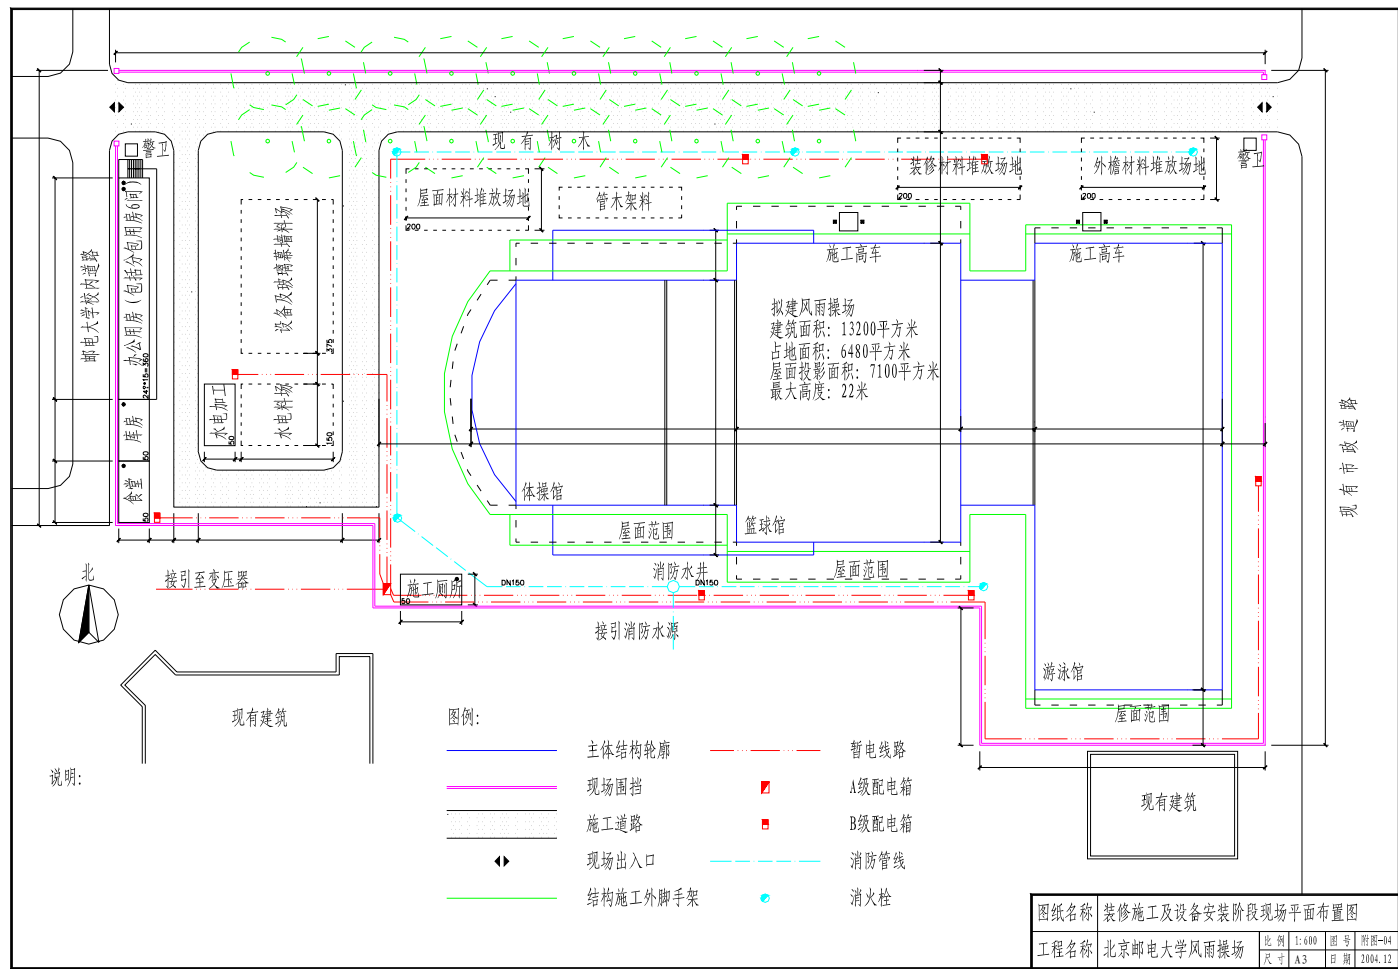 现有树木
警卫
警卫
装修材料堆放场地
外檐材料堆放场地
屋面材料堆放场地
管木架料
200
200
200
施工高车
施工高车
邮电大学校内道路
办公用房(包括分包用房6间)
24?*15=360
设备及玻璃幕墙料场
375
拟建风雨操场
建筑面积: 13200平方米
占地面积: 6480平方米
屋面投影面积: 7100平方米
最大高度: 22米
水电加工
50
水电料场
150
库房
50
食堂
50
现有市政道路
体操馆
篮球馆
屋面范围
屋面范围
北
接引至变压器
施工厕所
50
DN150
消防水井
DN150
接引消防水源
游泳馆
屋面范围
现有建筑
现有建筑
说明:
图例:
主体结构轮廓
暂电线路
现场围挡
A级配电箱
施工道路
B级配电箱
现场出入口
消防管线
结构施工外脚手架
消火栓
图纸名称 装修施工及设备安装阶段现场平面布置图
工程名称 北京邮电大学风雨操场
比例 1:600 图号 附图-04
尺寸 A3 日期 2004.12